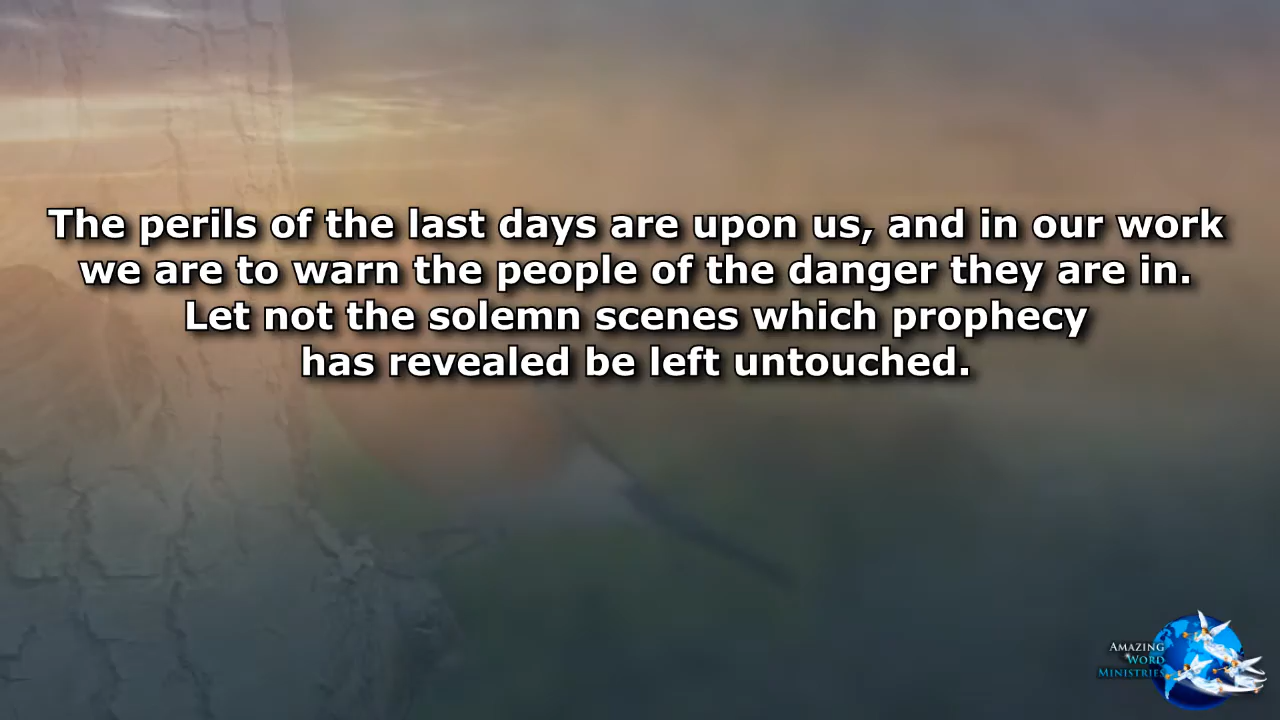 The perils of the last days are upon us, and in our work
we are to warn the people of the danger they are in.
Let not the solemn scenes which prophecy
has revealed be left untouched.
AMAZING
WORD
MINISTRIES